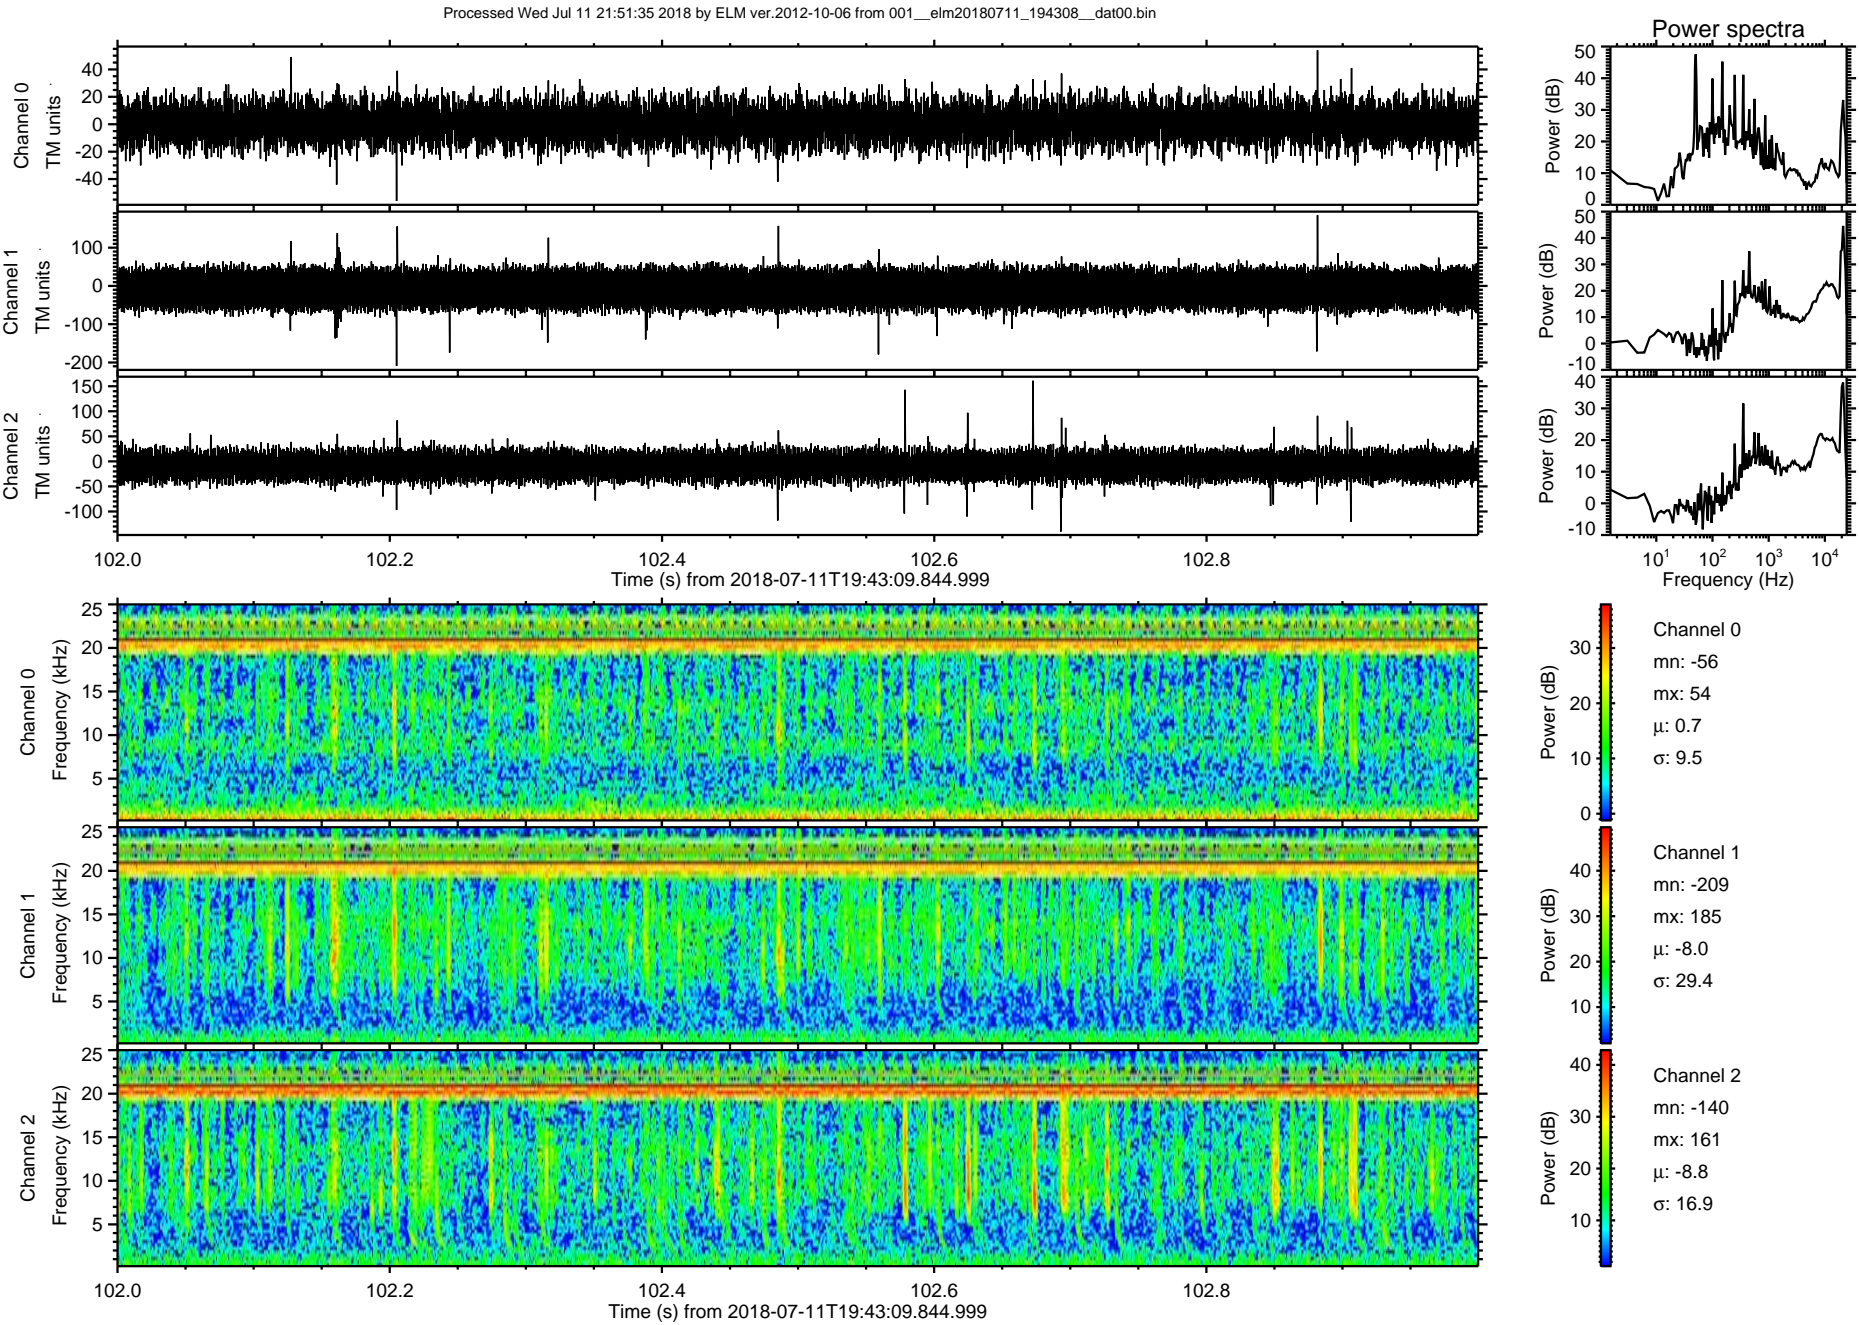 Processed Wed Jul 11 21:51:35 2018 by ELM ver.2012-10-06 from 001__elm20180711_194308__dat00.bin
Power spectra
Channel 0
TM units
40
20
0
-20
-40
Power (dB)
50
40
30
20
10
0
Channel 1
TM units
100
0
-100
-200
Power (dB)
50
40
30
20
10
0
-10
Channel 2
TM units
150
100
50
0
-50
-100
Power (dB)
40
30
20
10
0
-10
102.0 102.2 102.4 102.6 102.8
Time (s) from 2018-07-11T19:43:09.844.999
10^1 10^2 10^3 10^4
Frequency (Hz)
Channel 0
Frequency (kHz)
25
20
15
10
5
Power (dB)
30
20
10
0
Channel 0
mn: -56
mx: 54
μ: 0.7
σ: 9.5
Channel 1
Frequency (kHz)
25
20
15
10
5
Power (dB)
40
30
20
10
Channel 1
mn: -209
mx: 185
μ: -8.0
σ: 29.4
Channel 2
Frequency (kHz)
25
20
15
10
5
Power (dB)
40
30
20
10
Channel 2
mn: -140
mx: 161
μ: -8.8
σ: 16.9
102.0 102.2 102.4 102.6 102.8
Time (s) from 2018-07-11T19:43:09.844.999